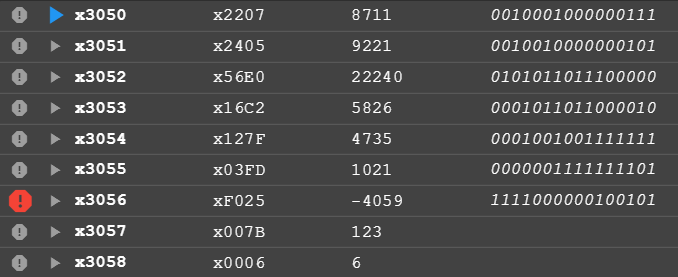 x3050 x2207 8711 0010001000000111
x3051 x2405 9221 0010010000000101
x3052 x56E0 22240 0101011011100000
x3053 x16C2 5826 0001011011000010
x3054 x127F 4735 0001001001111111
x3055 x03FD 1021 0000001111111101
x3056 xF025 -4059 1111000000100101
x3057 x007B 123
x3058 x0006 6